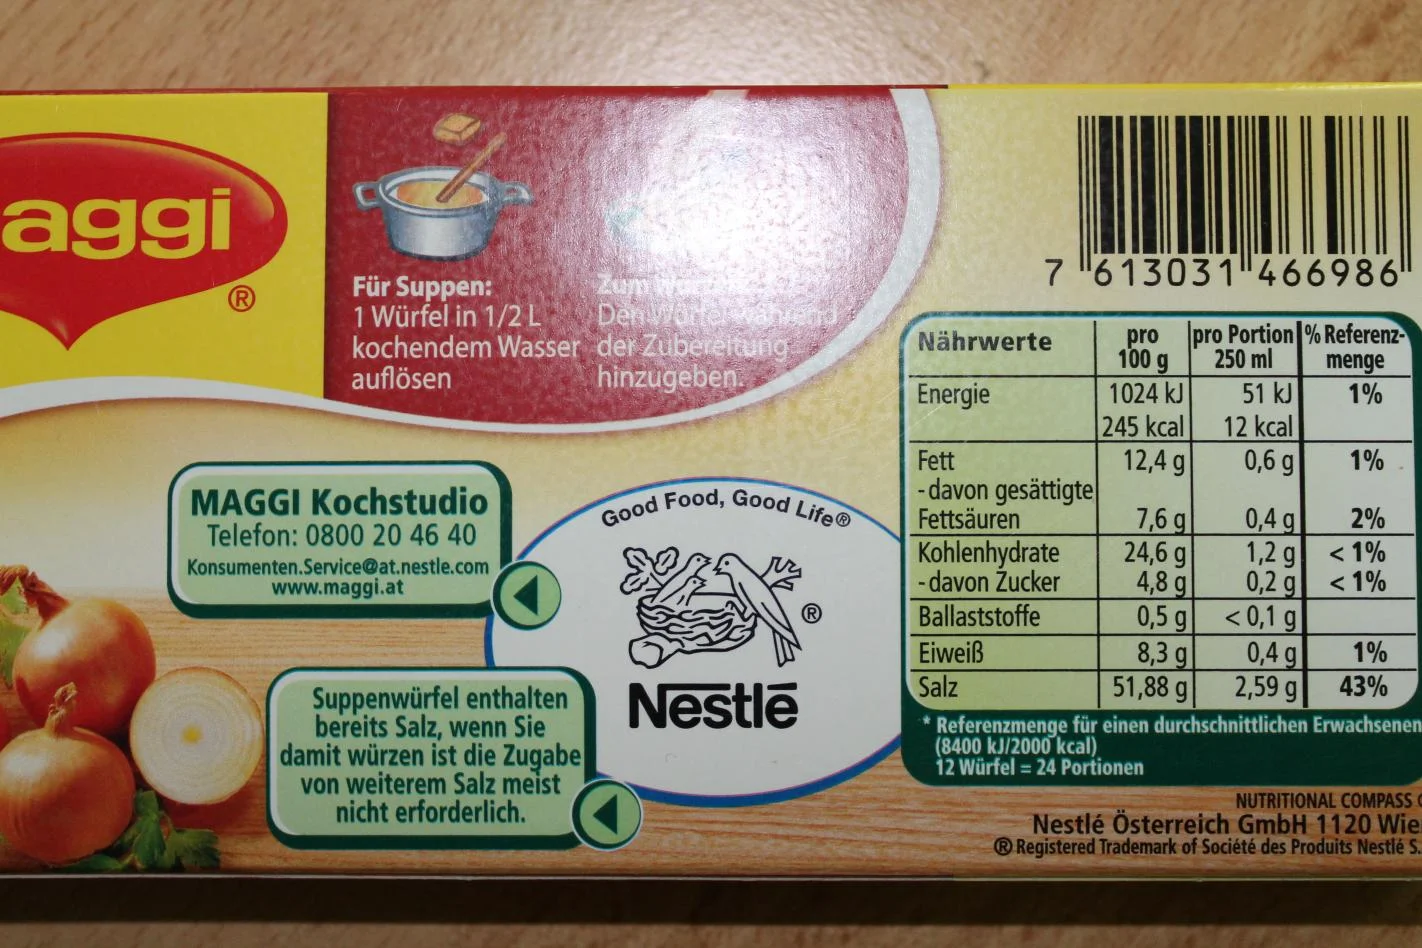 aggi
®
Für Suppen:
1 Würfel in 1/2 L
kochendem Wasser
auflösen
Zum
Den Würfel während
der Zubereitung
hinzugeben.
7 613031 466986
Nährwerte pro 100 g pro Portion 250 ml % Referenz-menge
Energie 1024 kJ 51 kJ 1%
245 kcal 12 kcal
Fett 12,4 g 0,6 g 1%
- davon gesättigte
Fettsäuren 7,6 g 0,4 g 2%
Kohlenhydrate 24,6 g 1,2 g < 1%
- davon Zucker 4,8 g 0,2 g < 1%
Ballaststoffe 0,5 g < 0,1 g
Eiweiß 8,3 g 0,4 g 1%
Salz 51,88 g 2,59 g 43%
* Referenzmenge für einen durchschnittlichen Erwachsenen
(8400 kJ/2000 kcal)
12 Würfel = 24 Portionen
MAGGI Kochstudio
Telefon: 0800 20 46 40
Konsumenten.Service@at.nestle.com
www.maggi.at
Good Food, Good Life®
®
Nestlé
Suppenwürfel enthalten
bereits Salz, wenn Sie
damit würzen ist die Zugabe
von weiterem Salz meist
nicht erforderlich.
NUTRITIONAL COMPASS
Nestlé Österreich GmbH 1120 Wie
® Registered Trademark of Société des Produits Nestlé S.